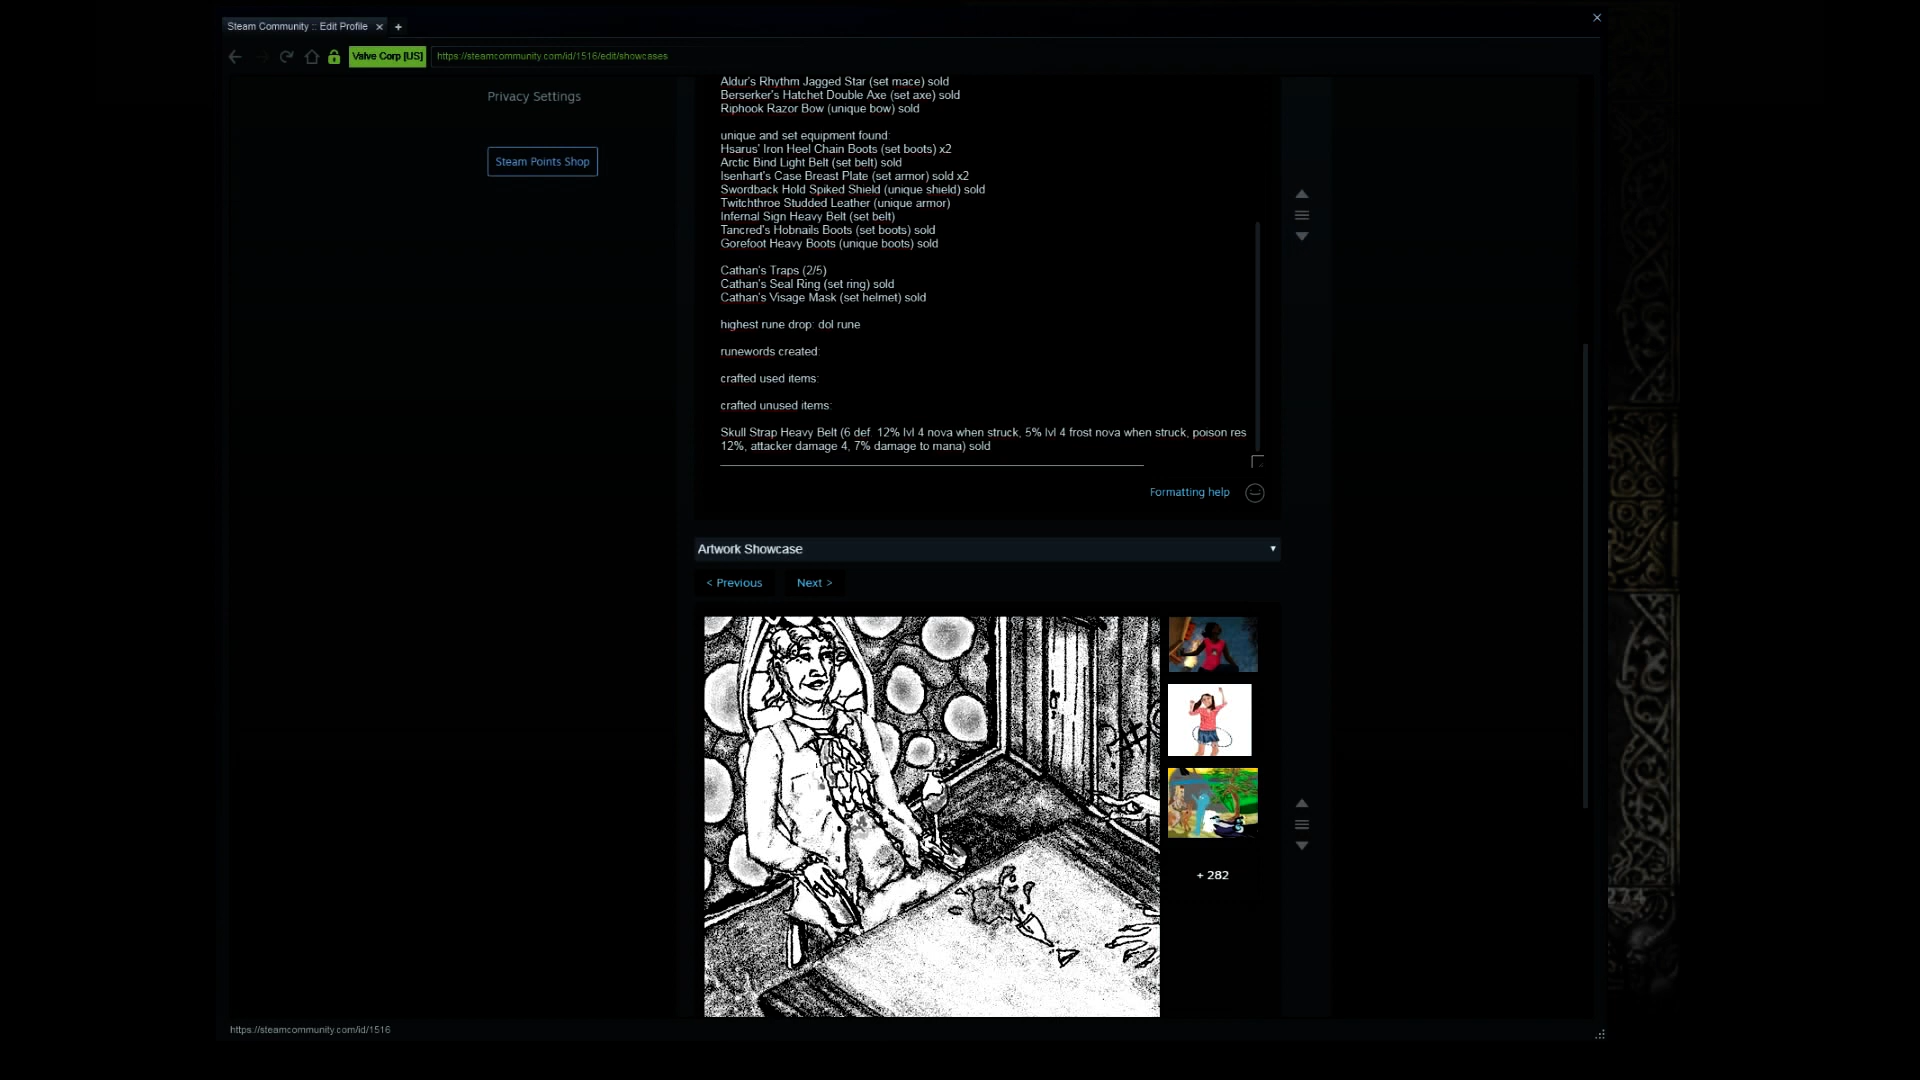 Steam Community :: Edit Profile
Valve Corp [US]
https://steamcommunity.com/id/1516/edit/showcases
Privacy Settings
Steam Points Shop
Aldur's Rhythm Jagged Star (set mace) sold
Berserker's Hatchet Double Axe (set axe) sold
Riphook Razor Bow (unique bow) sold
unique and set equipment found:
Hsarus' Iron Heel Chain Boots (set boots) x2
Arctic Bind Light Belt (set belt) sold
Isenhart's Case Breast Plate (set armor) sold x2
Swordback Hold Spiked Shield (unique shield) sold
Twitchthroe Studded Leather (unique armor)
Infernal Sign Heavy Belt (set belt)
Tancred's Hobnails Boots (set boots) sold
Gorefoot Heavy Boots (unique boots) sold
Cathan's Traps (2/5)
Cathan's Seal Ring (set ring) sold
Cathan's Visage Mask (set helmet) sold
highest rune drop: dol rune
runewords created:
crafted used items:
crafted unused items:
Skull Strap Heavy Belt (6 def. 12% lvl 4 nova when struck, 5% lvl 4 frost nova when struck, poison res
12%, attacker damage 4, 7% damage to mana) sold
Formatting help
Artwork Showcase
< Previous
Next >
+ 282
274
https://steamcommunity.com/id/1516